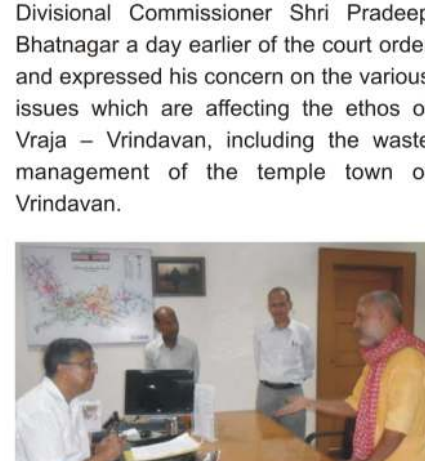 Divisional Commissioner Shri Pradeep
Bhatnagar a day earlier of the court orde
and expressed his concern on the various
issues which are affecting the ethos o
Vraja – Vrindavan, including the waste
management of the temple town o
Vrindavan.